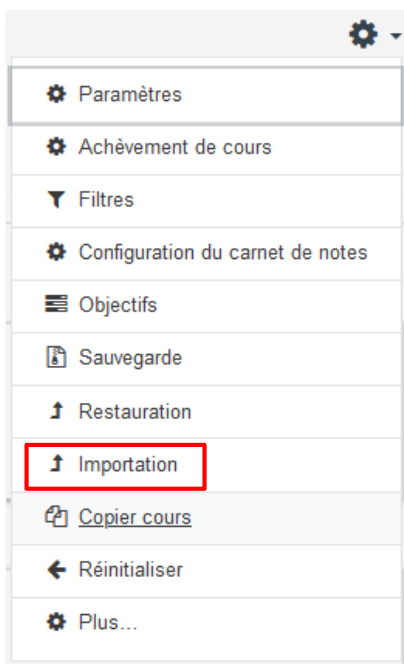 Paramètres
Achèvement de cours
Filtres
Configuration du carnet de notes
Objectifs
Sauvegarde
Restauration
Importation
Copier cours
Réinitialiser
Plus...